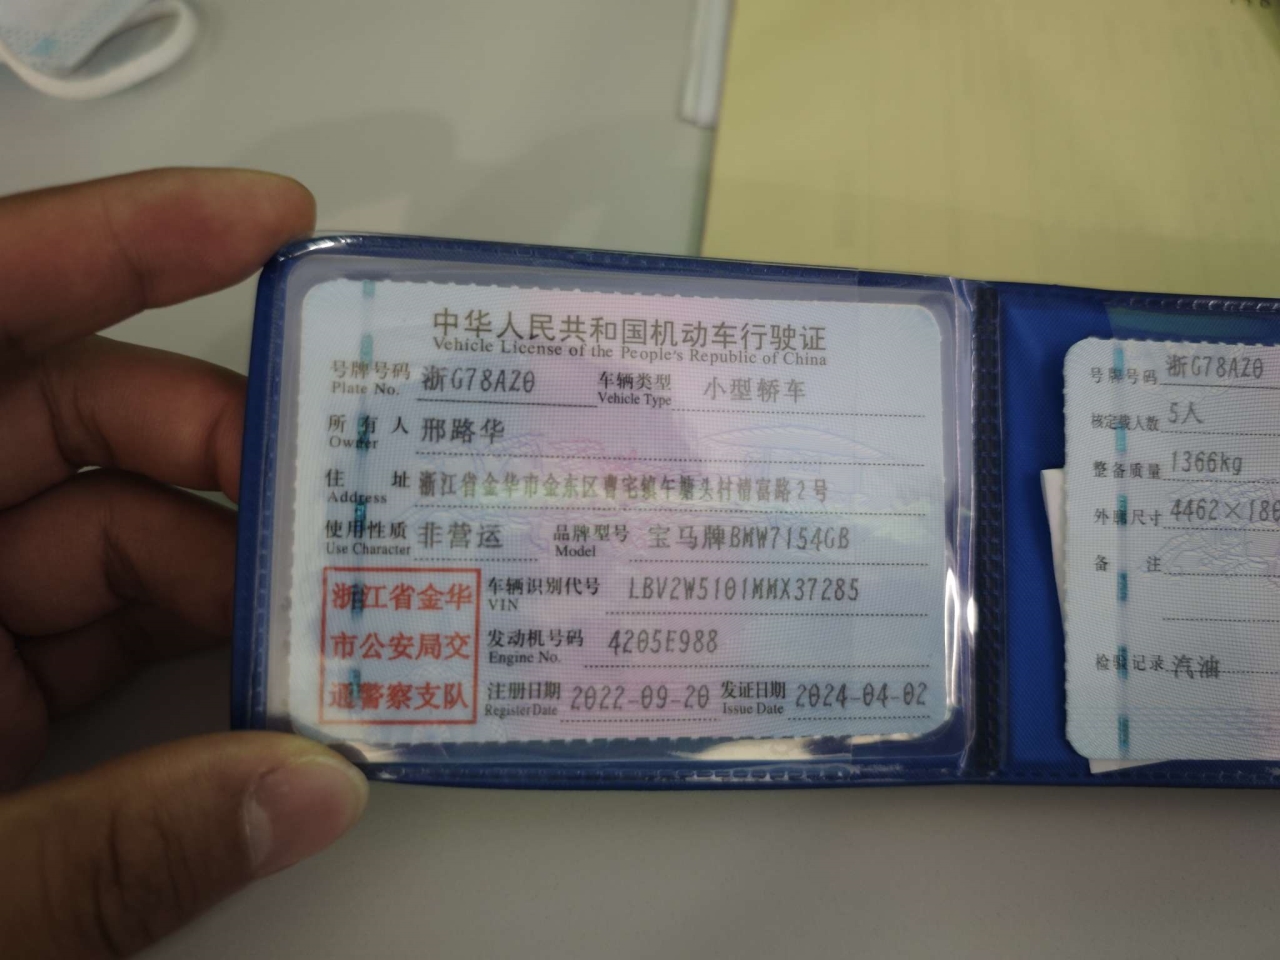 中华人民共和国机动车行驶证
Vehicle License of the People's Republic of China
号牌号码 浙G78AZ0 车辆类型 小型轿车
Plate No. Vehicle Type
所有人 邢路华
Owner
住址 浙江省金华市金东区曹宅镇午塘头村精富路2号
Address
使用性质 非营运 品牌型号 宝马牌BMW7154GB
Use Character Model
浙江省金华
市公安局交
通警察支队
车辆识别代号 LBV2W5101MMX37285
VIN
发动机号码 4205E988
Engine No.
注册日期 2022-09-20 发证日期 2024-04-02
Register Date Issue Date
号牌号码 浙G78AZ0
核定载人数 5人
整备质量 1366kg
外廓尺寸 4462×186
备注
检验记录 汽油